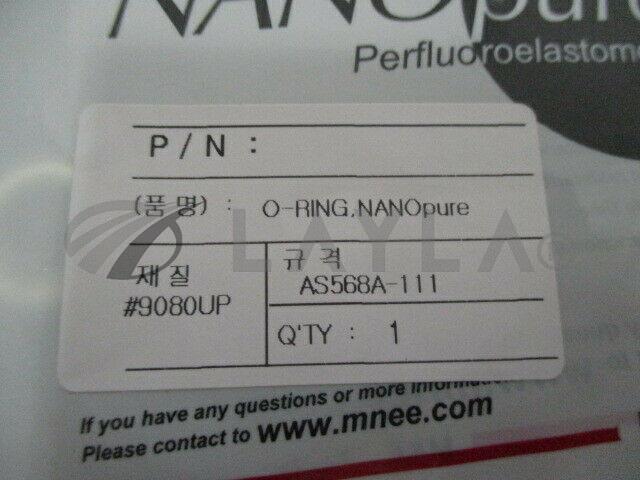 NANOpure
Perfluoroelastome
P / N :
(품 명) : O-RING,NANOpure
재 질
#9080UP
규 격
AS568A-111
Q'TY : 1
LAYLA
If you have any questions or more
Please contact to www.mnee.com